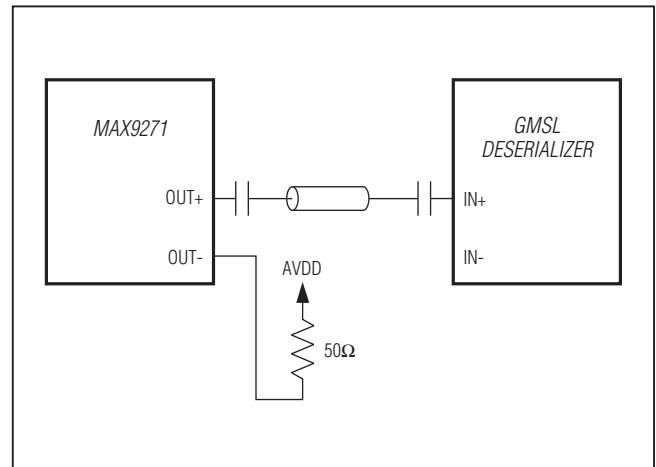 MAX9271
GMSL
DESERIALIZER
OUT+
IN+
OUT-
IN-
AVDD
50Ω